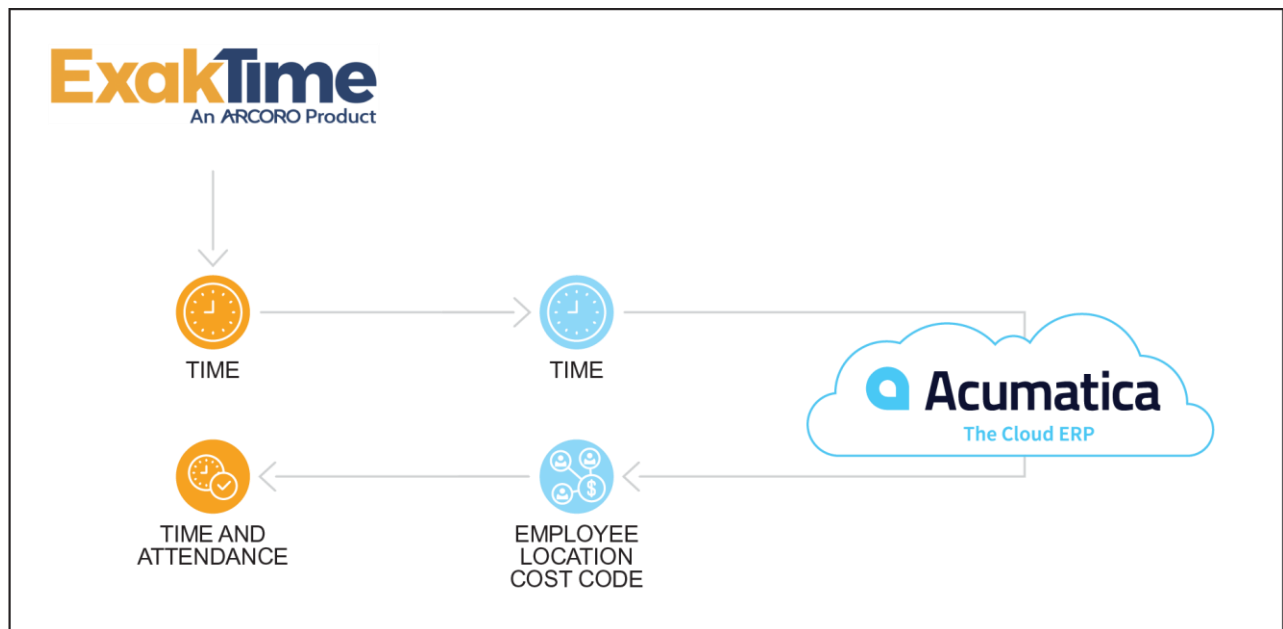 ExakTime
An ARCORO Product
TIME
TIME
Acumatica
The Cloud ERP
TIME AND
ATTENDANCE
EMPLOYEE
LOCATION
COST CODE
$